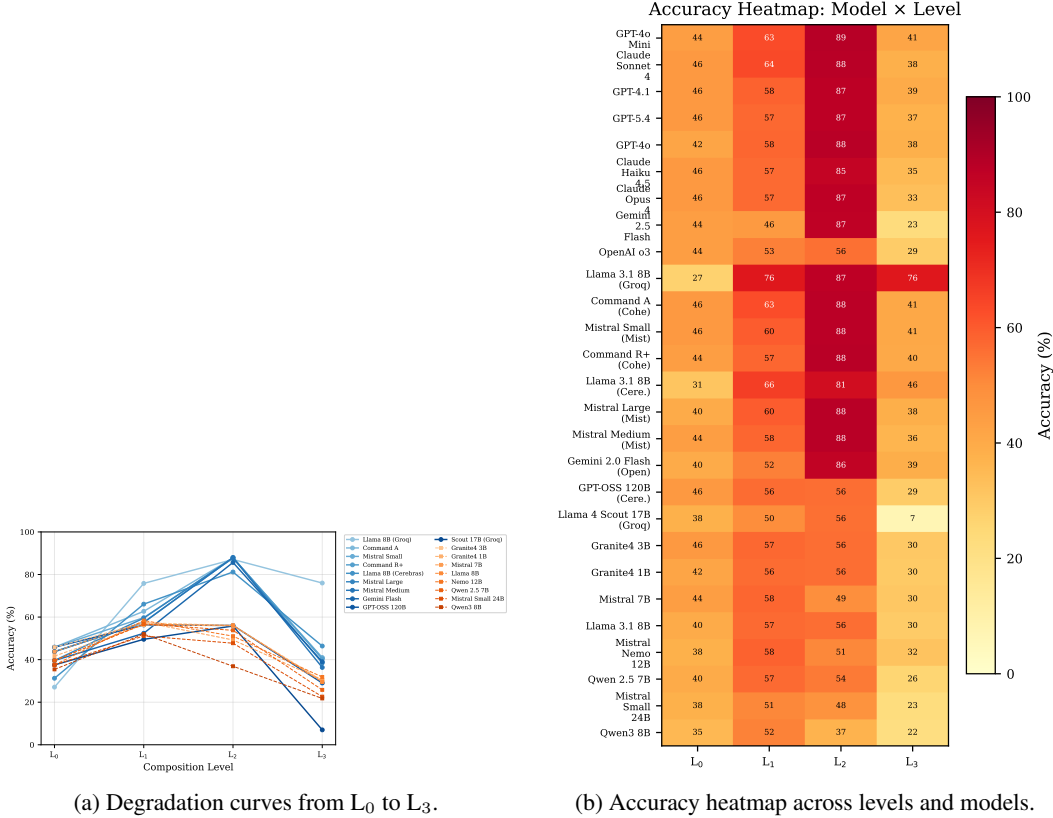 Accuracy Heatmap: Model × Level
GPT-4o
Mini
44 63 89 41
Claude
Sonnet
4
46 64 88 38
GPT-4.1
46 58 87 39
GPT-5.4
46 57 87 37
GPT-4o
42 58 88 38
Claude
Haiku
4.5
46 57 85 35
Claude
Opus
4
46 57 87 33
Gemini
2.5
Flash
44 46 87 23
OpenAI o3
44 53 56 29
Llama 3.1 8B
(Groq)
27 76 87 76
Command A
(Cohe)
46 63 88 41
Mistral Small
(Mist)
46 60 88 41
Command R+
(Cohe)
44 57 88 40
Llama 3.1 8B
(Cere.)
31 66 81 46
Mistral Large
(Mist)
40 60 88 38
Mistral Medium
(Mist)
44 58 88 36
Gemini 2.0 Flash
(Open)
40 52 86 39
GPT-OSS 120B
(Cere.)
46 56 56 29
Llama 4 Scout 17B
(Groq)
38 50 56 7
Granite4 3B
46 57 56 30
Granite4 1B
42 56 56 30
Mistral 7B
44 58 49 30
Llama 3.1 8B
40 57 56 30
Mistral
Nemo
12B
38 58 51 32
Qwen 2.5 7B
40 57 54 26
Mistral
Small
24B
38 51 48 23
Qwen3 8B
35 52 37 22
L₀ L₁ L₂ L₃
100
80
60
40
20
0
Accuracy (%)
100
80
60
40
20
0
Accuracy (%)
L₀ L₁ L₂ L₃
Composition Level
Llama 8B (Groq)
Command A
Mistral Small
Command R+
Llama 8B (Cerebras)
Mistral Large
Mistral Medium
Gemini Flash
GPT-OSS 120B
Scout 17B (Groq)
Granite4 3B
Granite4 1B
Mistral 7B
Llama 8B
Nemo 12B
Qwen 2.5 7B
Mistral Small 24B
Qwen3 8B
(a) Degradation curves from L₀ to L₃.
(b) Accuracy heatmap across levels and models.